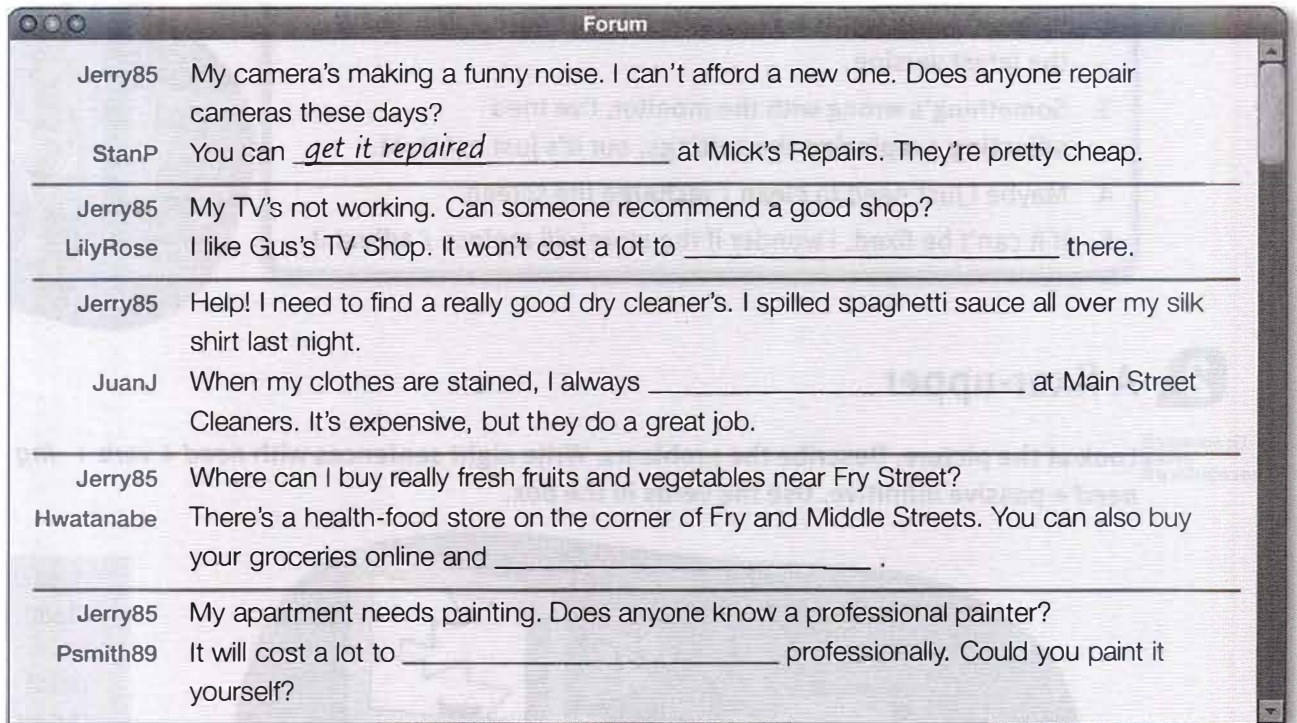 Forum
Jerry85 My camera's making a funny noise. I can't afford a new one. Does anyone repair
cameras these days?
StanP You can get it repaired at Mick's Repairs. They're pretty cheap.
Jerry85 My TV's not working. Can someone recommend a good shop?
LilyRose I like Gus's TV Shop. It won't cost a lot to ____ there.
Jerry85 Help! I need to find a really good dry cleaner's. I spilled spaghetti sauce all over my silk
shirt last night.
JuanJ When my clothes are stained, I always ____ at Main Street
Cleaners. It's expensive, but they do a great job.
Jerry85 Where can I buy really fresh fruits and vegetables near Fry Street?
Hwatanabe There's a health-food store on the corner of Fry and Middle Streets. You can also buy
your groceries online and ____ .
Jerry85 My apartment needs painting. Does anyone know a professional painter?
Psmith89 It will cost a lot to ____ professionally. Could you paint it
yourself?